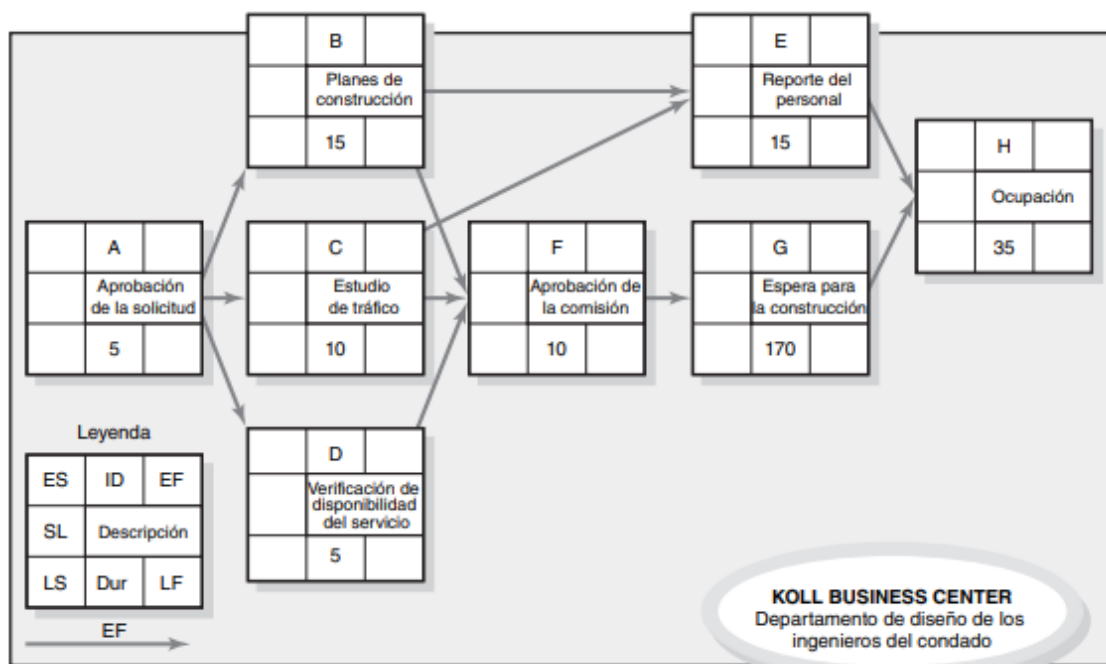 B
Planes de
construcción
15
E
Reporte del
personal
15
H
Ocupación
35
A
Aprobación
de la solicitud
5
C
Estudio
de tráfico
10
F
Aprobación de
la comisión
10
G
Espera para
la construcción
170
D
Verificación de
disponibilidad
del servicio
5
Leyenda
ES ID EF
SL Descripción
LS Dur LF
EF
KOLL BUSINESS CENTER
Departamento de diseño de los
ingenieros del condado